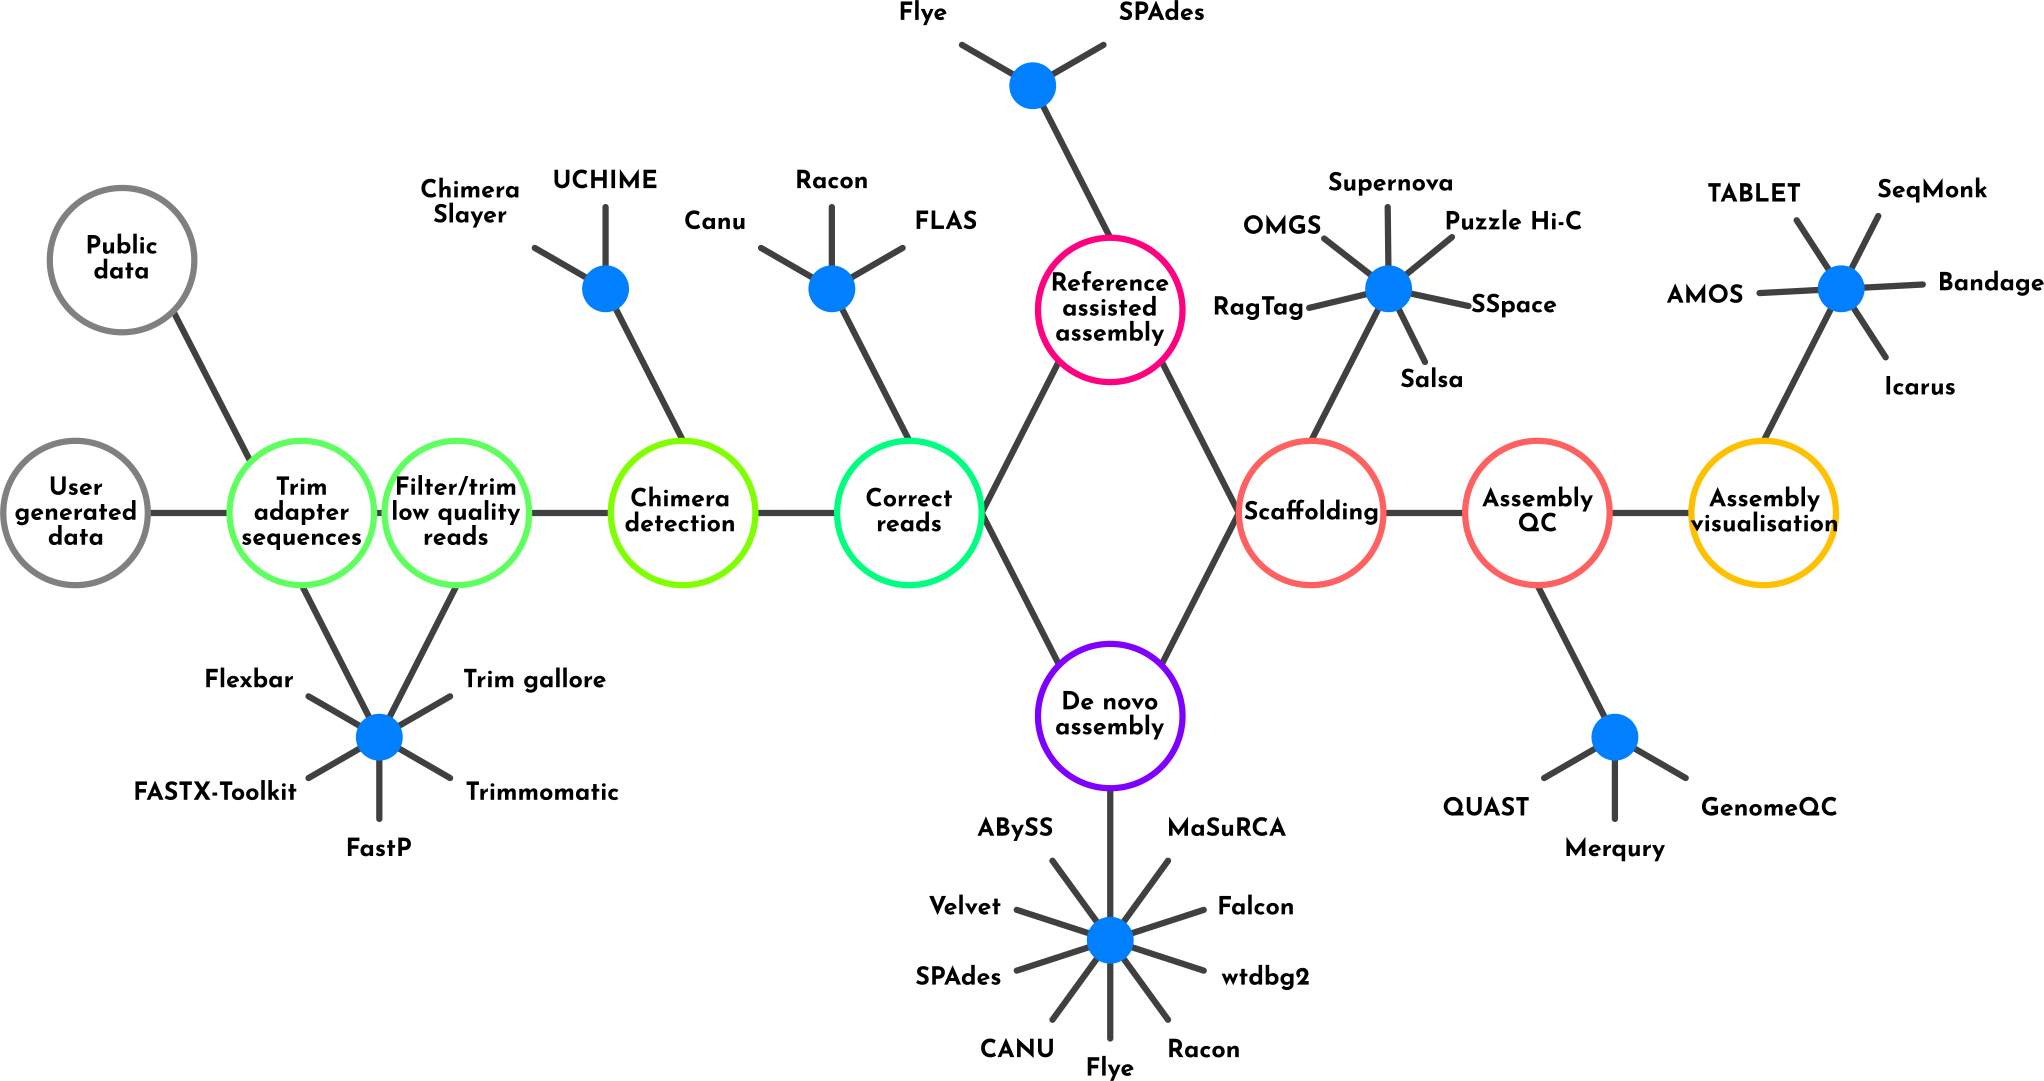 Flye
SPAdes
Chimera
Slayer
UCHIME
Canu
Racon
FLAS
Supernova
OMGS
Puzzle Hi-C
RagTag
SSpace
Salsa
TABLET
SeqMonk
AMOS
Bandage
Icarus
Public
data
Reference
assisted
assembly
User
generated
data
Trim
adapter
sequences
Filter/trim
low quality
reads
Chimera
detection
Correct
reads
Scaffolding
Assembly
QC
Assembly
visualisation
De novo
assembly
Flexbar
Trim gallore
FASTX-Toolkit
Trimmomatic
FastP
QUAST
GenomeQC
Merqury
ABySS
MaSuRCA
Velvet
Falcon
SPAdes
wtdbg2
CANU
Racon
Flye